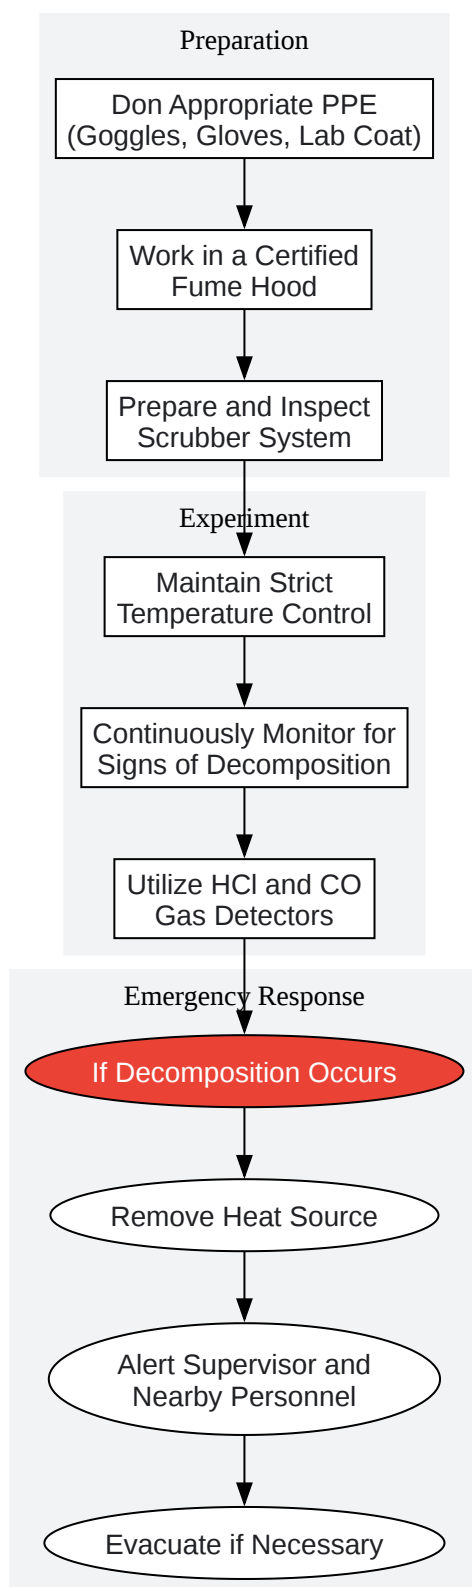 Preparation
Don Appropriate PPE
(Goggles, Gloves, Lab Coat)
Work in a Certified
Fume Hood
Prepare and Inspect
Scrubber System
Experiment
Maintain Strict
Temperature Control
Continuously Monitor for
Signs of Decomposition
Utilize HCl and CO
Gas Detectors
Emergency Response
If Decomposition Occurs
Remove Heat Source
Alert Supervisor and
Nearby Personnel
Evacuate if Necessary